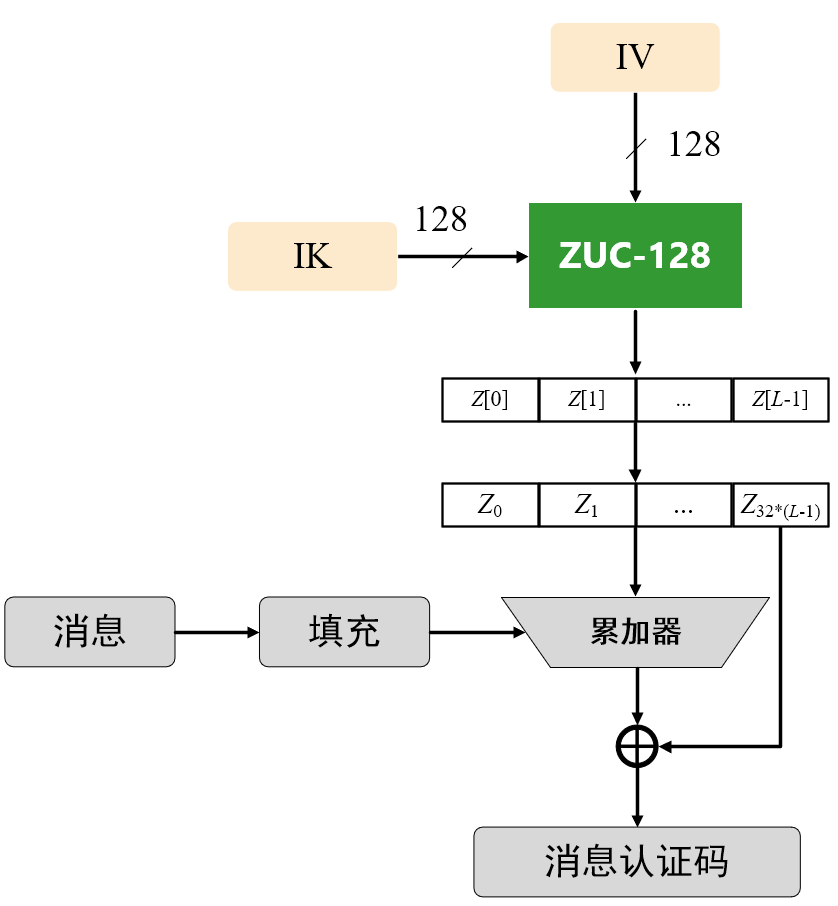 IV
128
128
IK
ZUC-128
Z[0] Z[1] ... Z[L-1]
Z0 Z1 ... Z32*(L-1)
消息 填充 累加器
消息认证码